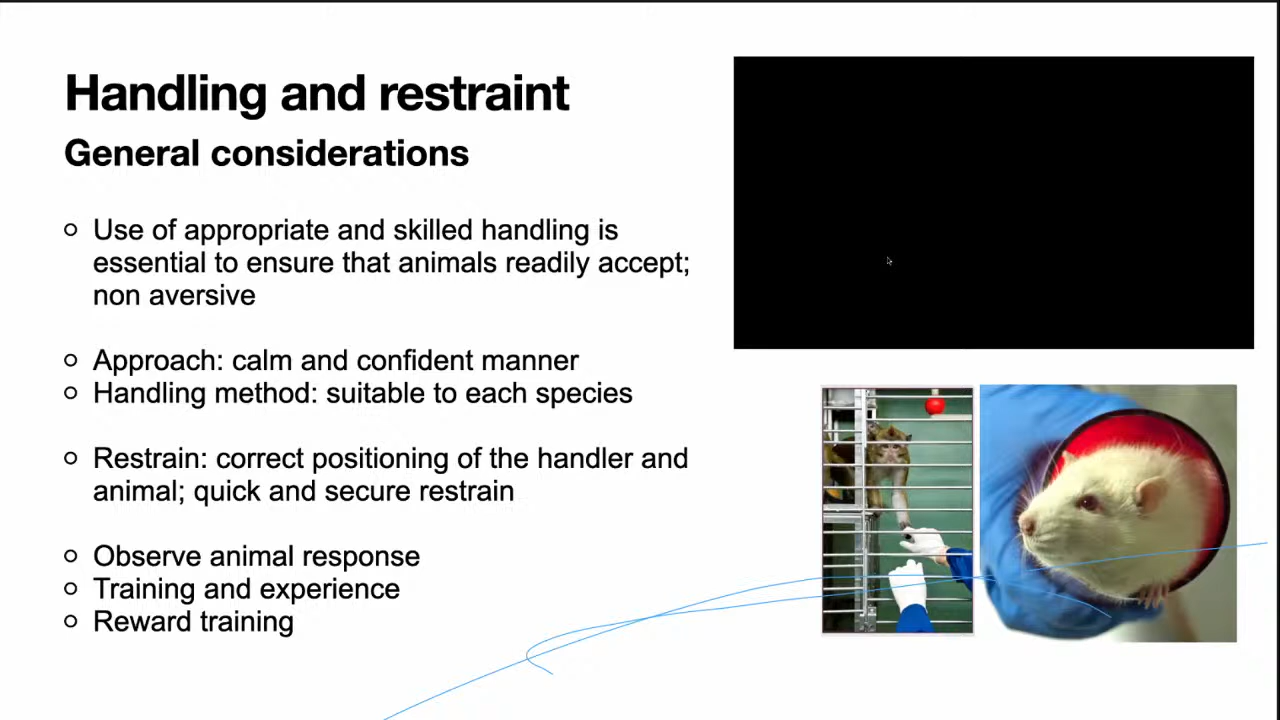 Handling and restraint
General considerations
Use of appropriate and skilled handling is
essential to ensure that animals readily accept;
non aversive
Approach: calm and confident manner
Handling method: suitable to each species
Restrain: correct positioning of the handler and
animal; quick and secure restrain
Observe animal response
Training and experience
Reward training